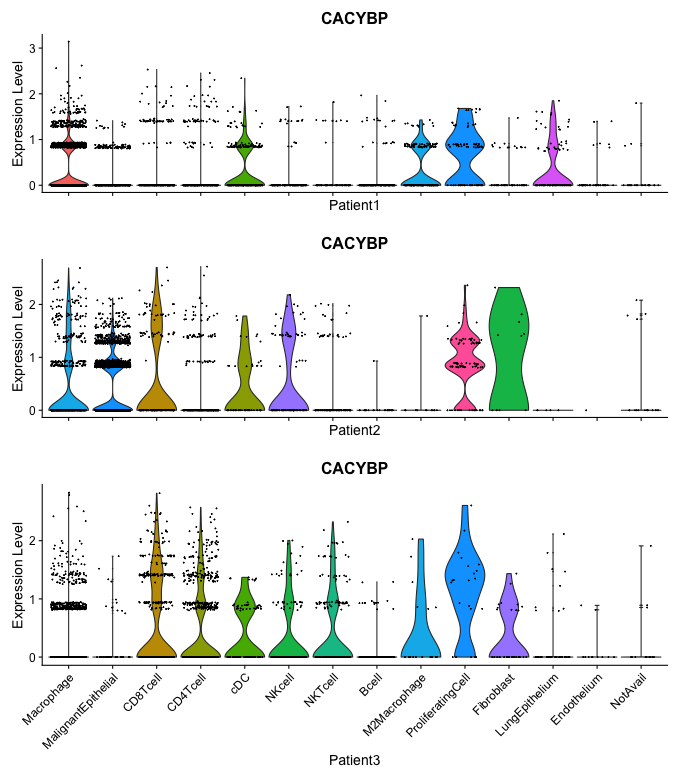 CACYBP
Expression Level
3
2
1
0
Patient1
CACYBP
Expression Level
2
1
0
Patient2
CACYBP
Expression Level
2
1
0
Macrophage
MalignantEpithelial
CD8Tcell
CD4Tcell
cDC
NKcell
NKTcell
Bcell
M2Macrophage
ProliferatingCell
Fibroblast
LungEpithelium
Endothelium
NotAvail
Patient3